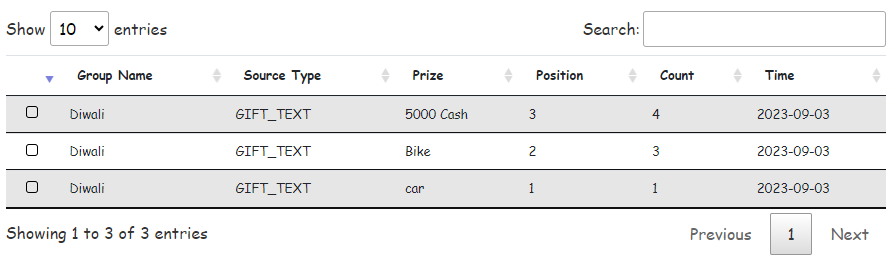 Show 10 entries Search:
Group Name Source Type Prize Position Count Time
Diwali GIFT_TEXT 5000 Cash 3 4 2023-09-03
Diwali GIFT_TEXT Bike 2 3 2023-09-03
Diwali GIFT_TEXT car 1 1 2023-09-03
Showing 1 to 3 of 3 entries Previous 1 Next